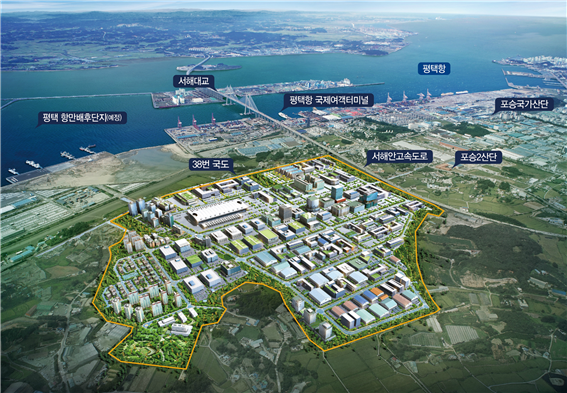 서해대교
평택항
평택항 국제여객터미널
포승국가산단
평택 항만배후단지(예정)
38번 국도
서해안고속도로
포승2산단